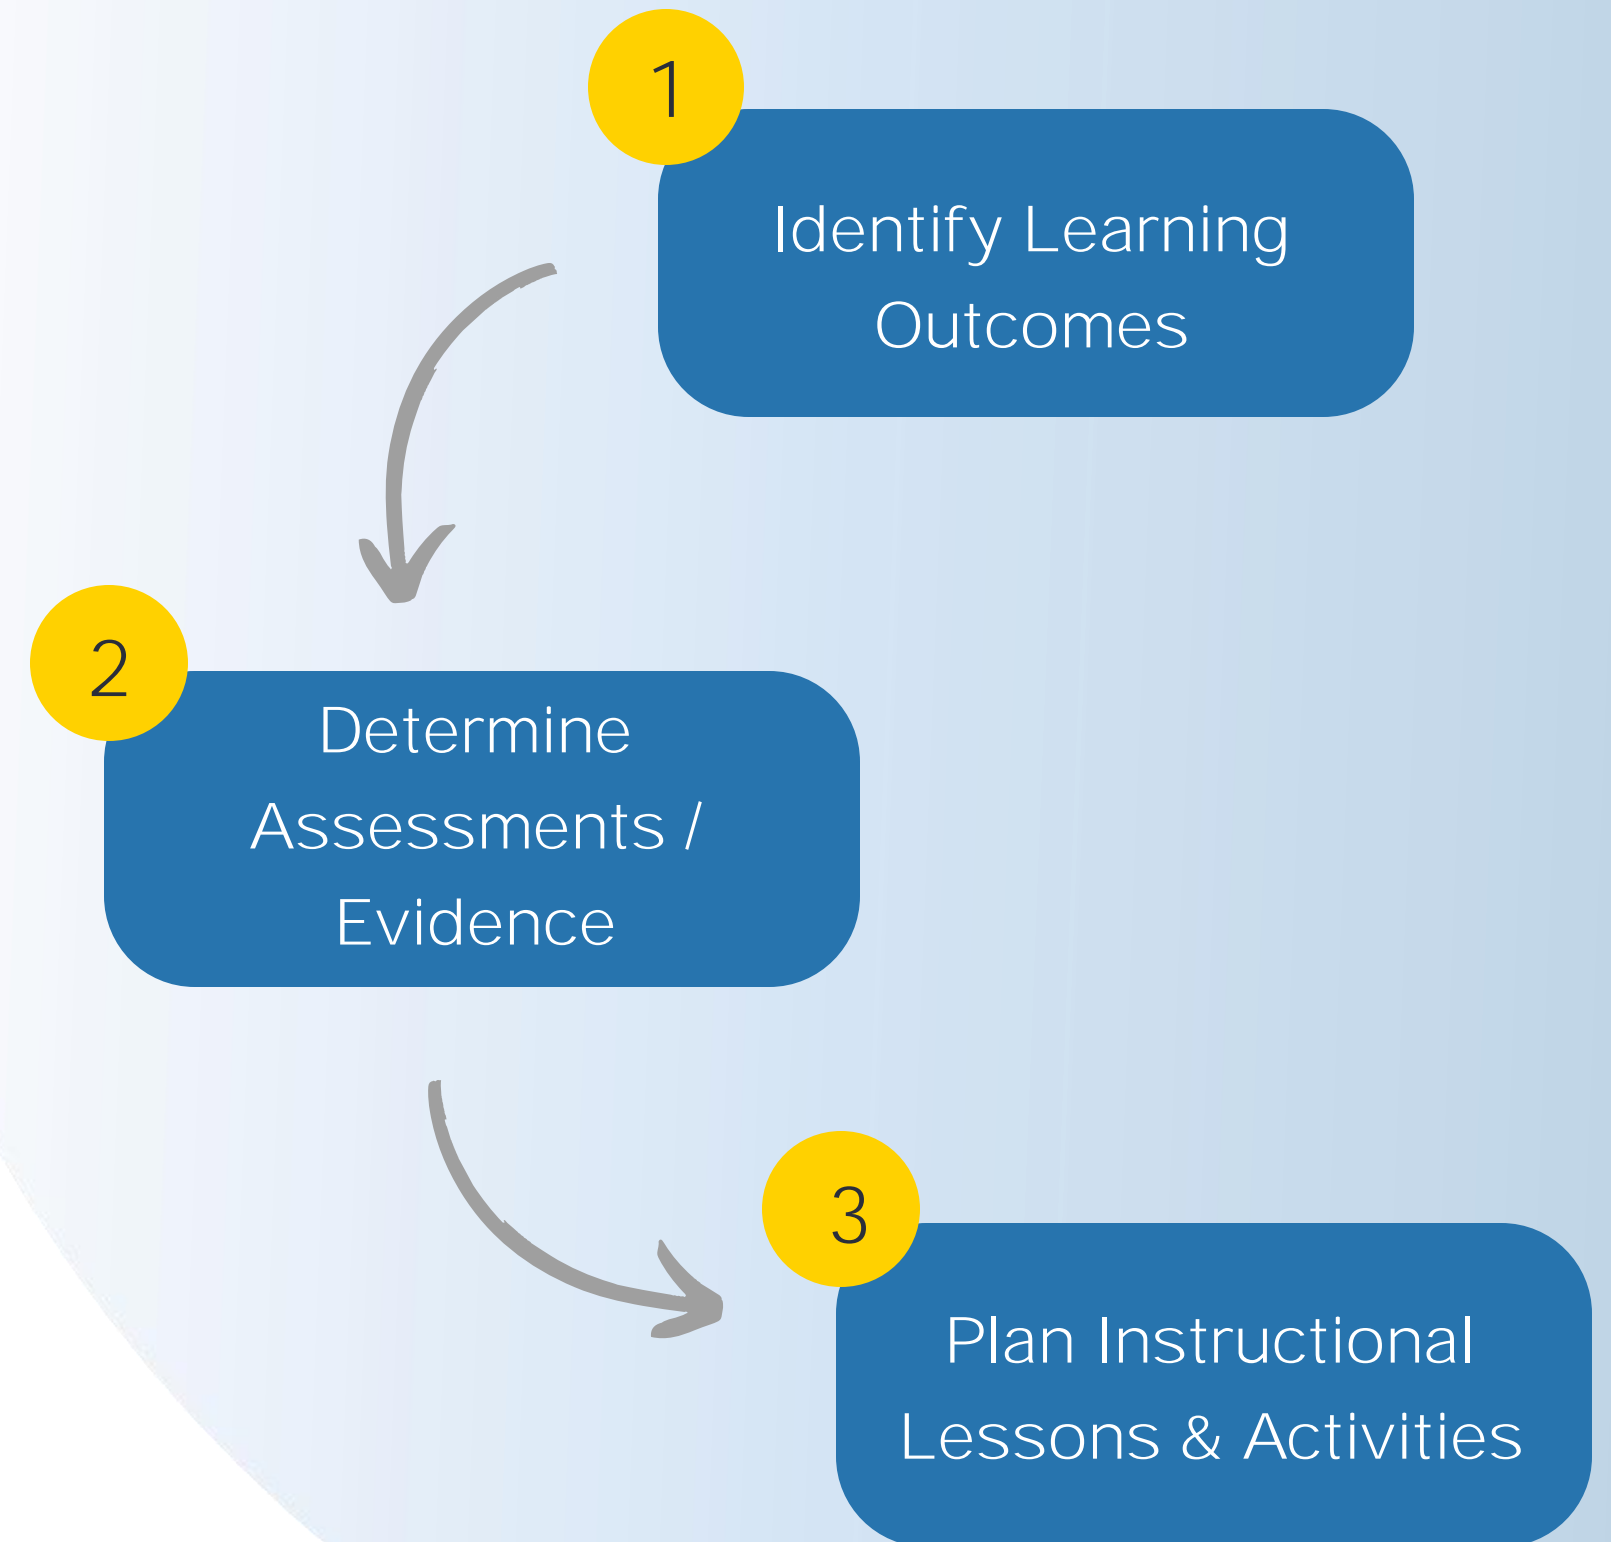 1
Identify Learning
Outcomes
2
Determine
Assessments /
Evidence
3
Plan Instructional
Lessons & Activities